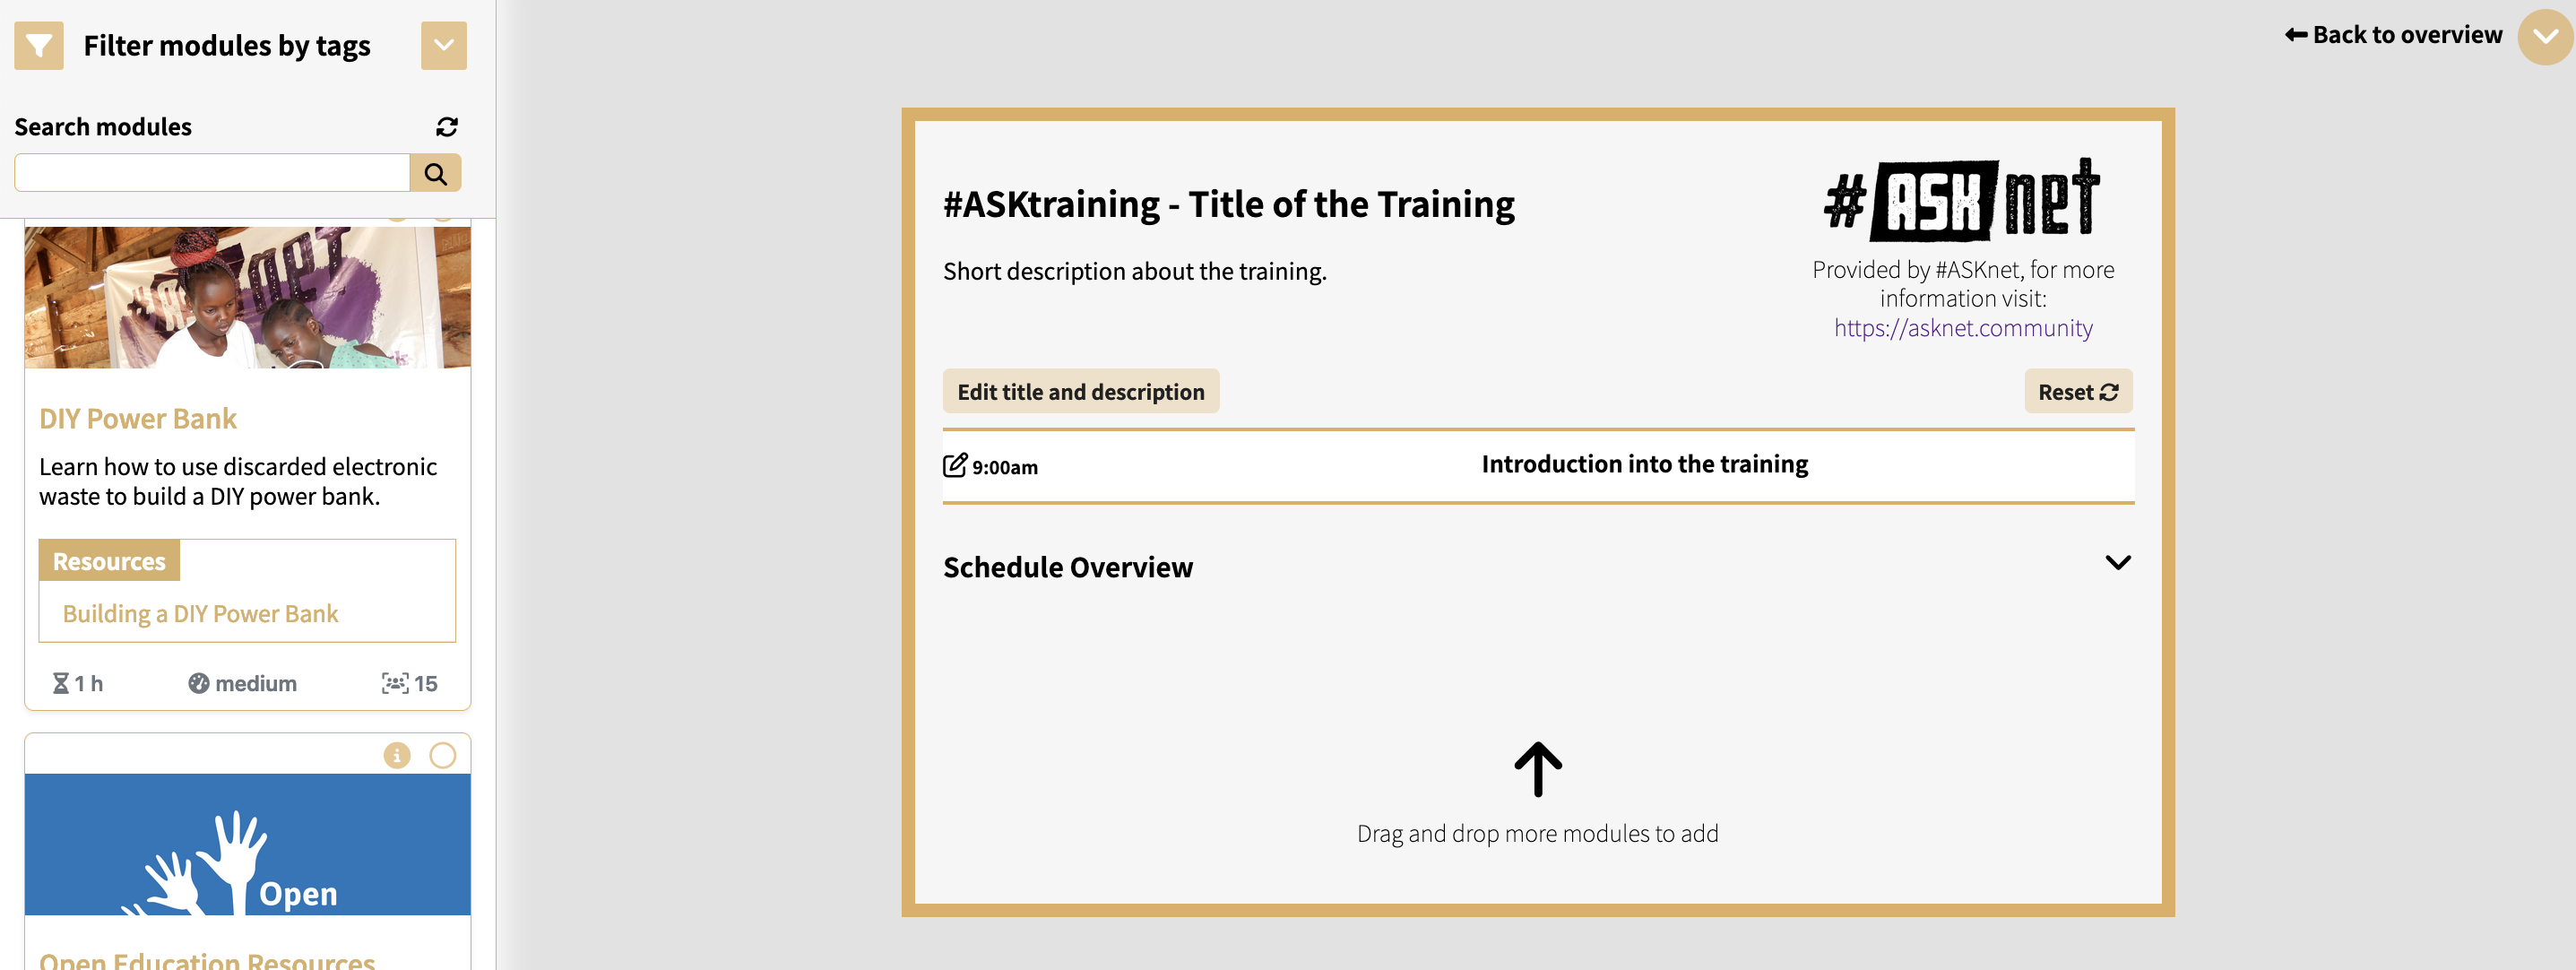 Filter modules by tags
Back to overview
Search modules
DIY Power Bank
Learn how to use discarded electronic
waste to build a DIY power bank.
Resources
Building a DIY Power Bank
1 h
medium
15
Open
Open Education Resources
#ASKtraining - Title of the Training
Short description about the training.
#ASKnet
Provided by #ASKnet, for more
information visit:
https://asknet.community
Edit title and description
Reset
9:00am
Introduction into the training
Schedule Overview
Drag and drop more modules to add